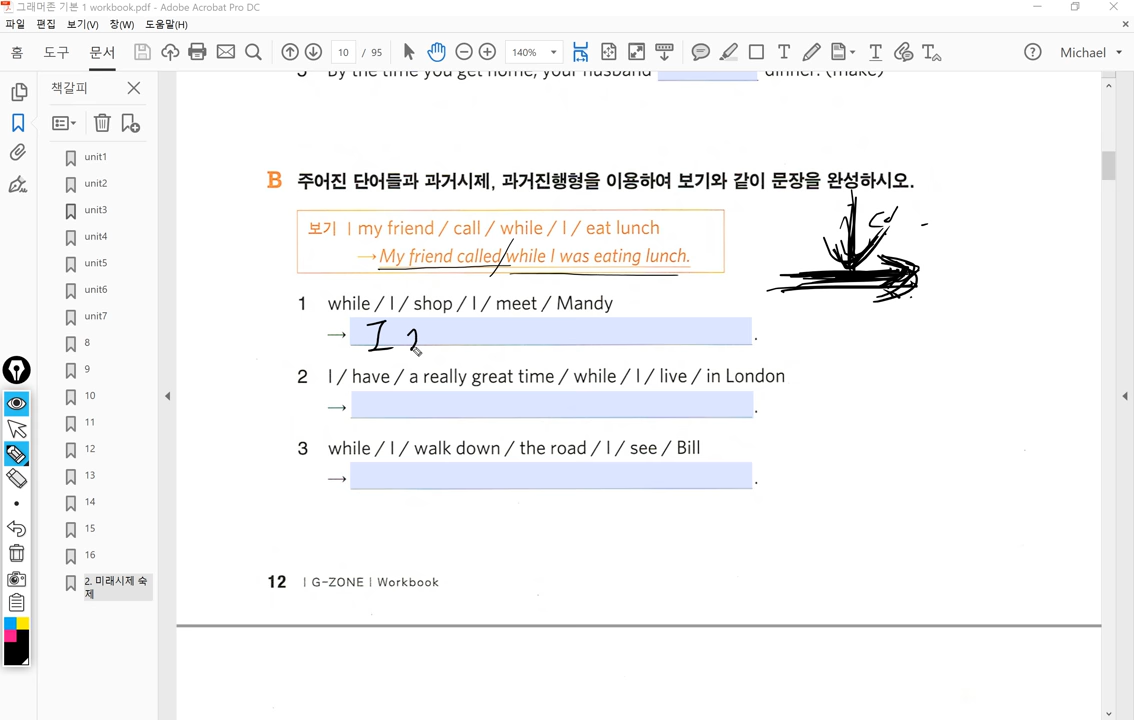 그래머존 기본 1 workbook.pdf - Adobe Acrobat Pro DC
파일 편집 보기(V) 창(W) 도움말(H)
홈 도구 문서 10 / 95 140% Michael
책갈피
unit1
unit2
unit3
unit4
unit5
unit6
unit7
8
9
10
11
12
13
14
15
16
2. 미래시제 숙
제
By the time you get home, your husband dinner. (make)
B 주어진 단어들과 과거시제, 과거진행형을 이용하여 보기와 같이 문장을 완성하시오.
보기 | my friend / call / while / I / eat lunch
→ My friend called while I was eating lunch.
1 while / I / shop / I / meet / Mandy
→ I .
2 I / have / a really great time / while / I / live / in London
→ .
3 while / I / walk down / the road / I / see / Bill
→ .
12 | G-ZONE | Workbook